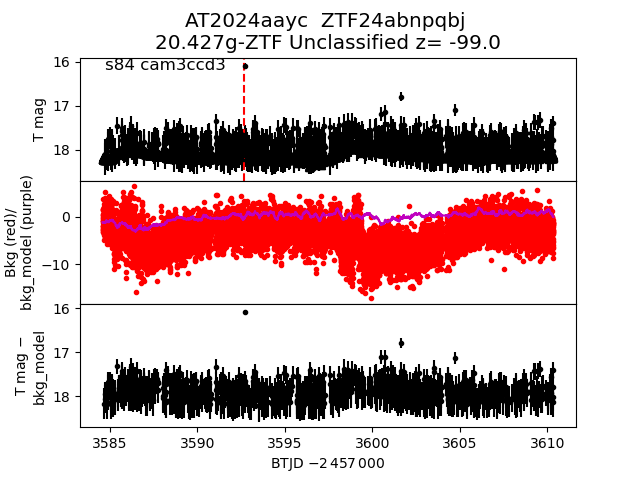 AT2024aayc  ZTF24abnpqbj
20.427g-ZTF Unclassified z= -99.0
s84 cam3ccd3
16
17
18
T mag
0
−10
Bkg (red)/
bkg_model (purple)
16
17
18
T mag −
bkg_model
3585
3590
3595
3600
3605
3610
BTJD −2 457 000